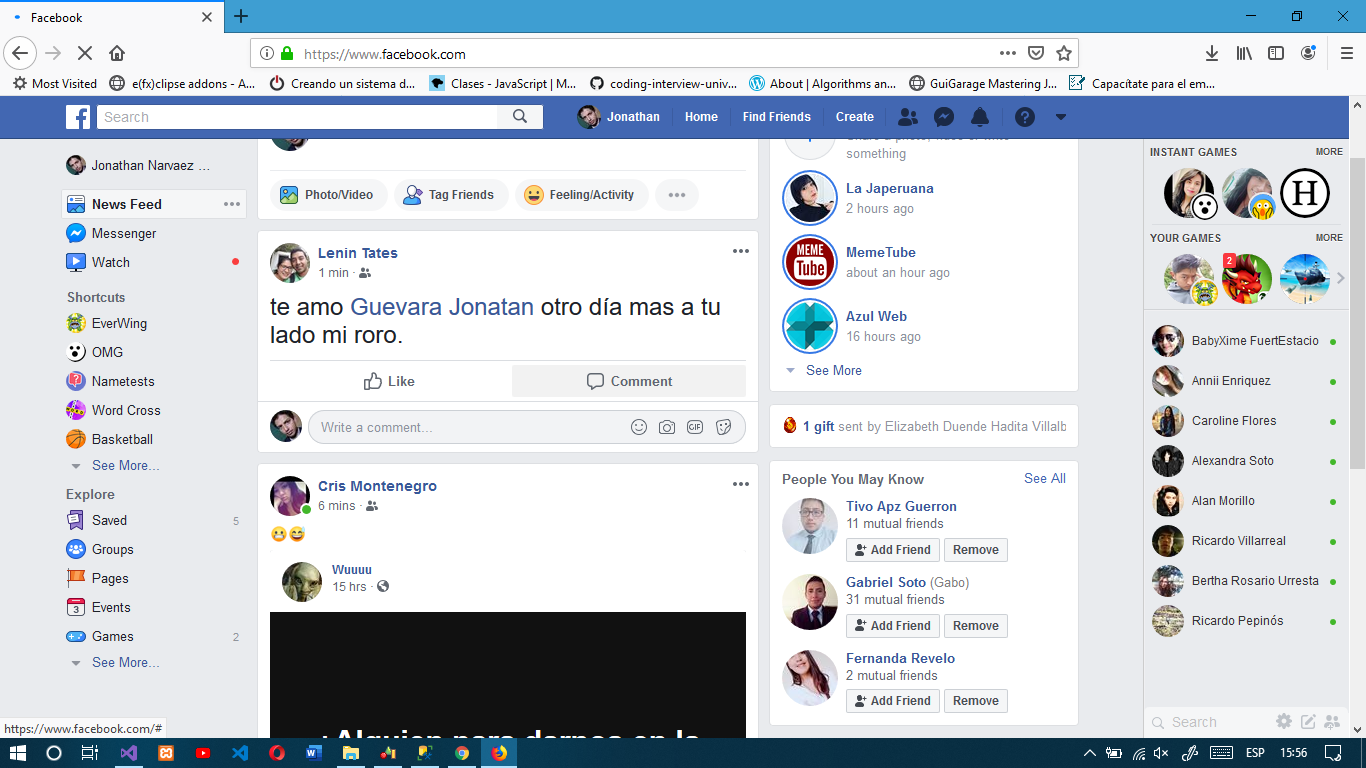 Facebook
https://www.facebook.com
Most Visited
e(fx)clipse addons - A...
Creando un sistema d...
Clases - JavaScript | M...
coding-interview-univ...
About | Algorithms an...
GuiGarage Mastering J...
Capacítate para el em...
Search
Jonathan
Home
Find Friends
Create
Jonathan Narvaez ...
News Feed
Messenger
Watch
Shortcuts
EverWing
OMG
Nametests
Word Cross
Basketball
See More...
Explore
Saved 5
Groups
Pages
3 Events
Games 2
See More...
https://www.facebook.com/#
Photo/Video
Tag Friends
Feeling/Activity
Lenin Tates
1 min ·
te amo Guevara Jonatan otro día mas a tu
lado mi roro.
Like
Comment
Write a comment...
GIF
Cris Montenegro
6 mins ·
Wuuuu
15 hrs ·
something
La Japeruana
2 hours ago
MEME
Tube
MemeTube
about an hour ago
Azul Web
16 hours ago
See More
1 gift sent by Elizabeth Duende Hadita Villalb
People You May Know
See All
Tivo Apz Guerron
11 mutual friends
Add Friend
Remove
Gabriel Soto (Gabo)
31 mutual friends
Add Friend
Remove
Fernanda Revelo
2 mutual friends
Add Friend
Remove
INSTANT GAMES
MORE
H
YOUR GAMES
MORE
2
BabyXime FuertEstacio
Annii Enriquez
Caroline Flores
Alexandra Soto
Alan Morillo
Ricardo Villarreal
Bertha Rosario Urresta
Ricardo Pepinós
Search
ESP
15:56